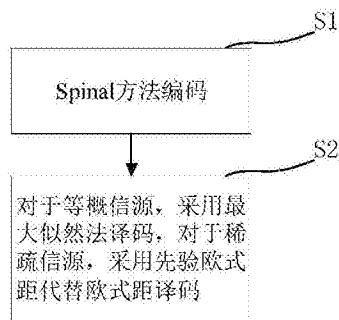 S1
Spinal方法编码
S2
对于等概信源，采用最
大似然法译码，对于稀
疏信源，采用先验欧式
距代替欧式距译码